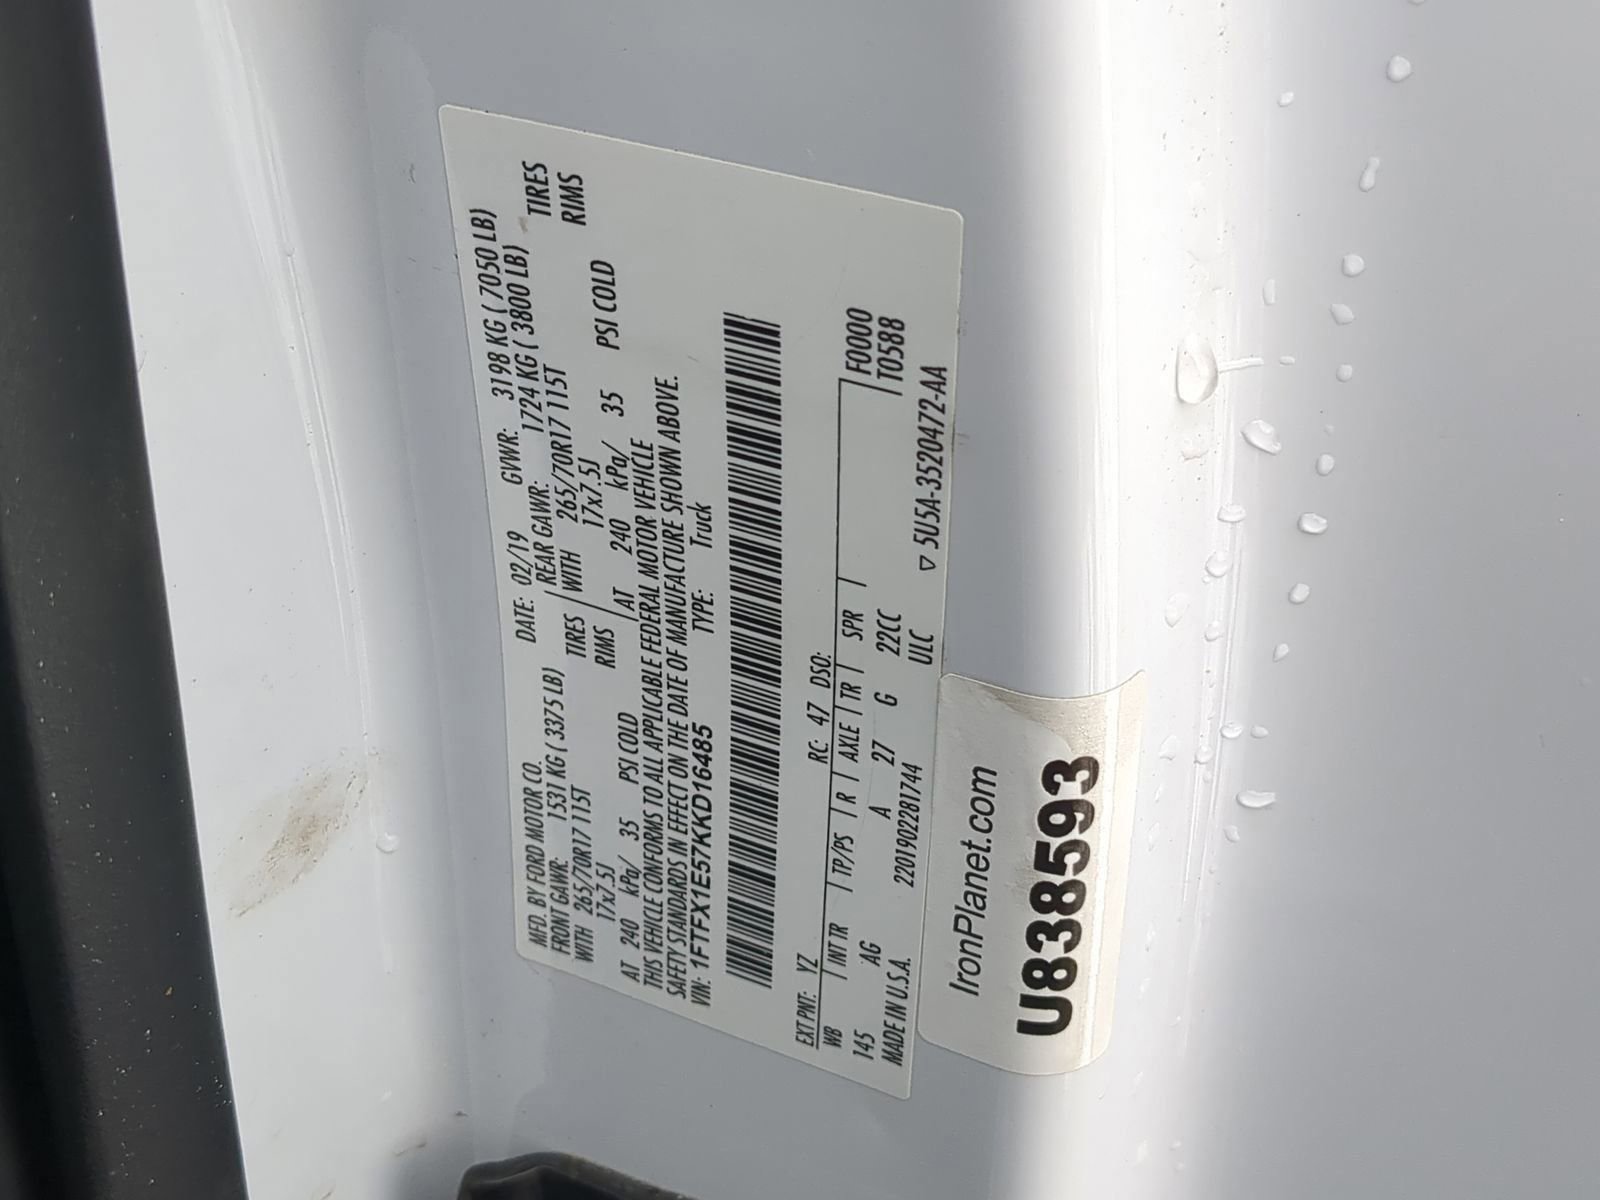 MFD. BY FORD MOTOR CO. DATE: 02/19 GVWR: 3198 KG ( 7050 LB)
FRONT GAWR: 1531 KG ( 3375 LB) REAR GAWR: 1724 KG ( 3800 LB)
WITH 265/70R17 115T TIRES WITH 265/70R17 115T TIRES
17x7.5J RIMS 17x7.5J RIMS
AT 240 kPa/ 35 PSI COLD AT 240 kPa/ 35 PSI COLD
THIS VEHICLE CONFORMS TO ALL APPLICABLE FEDERAL MOTOR VEHICLE
SAFETY STANDARDS IN EFFECT ON THE DATE OF MANUFACTURE SHOWN ABOVE.
VIN: 1FTFX1E57KKD16485 TYPE: Truck
EXT PNT: YZ RC: 47 DSO: F0000
WB INT TR TP/PS R AXLE TR SPR T0588
145 AG A 27 G 22CC
MADE IN U.S.A. 220190228​1744 ULC
▽ 5U5A-3520472-AA
IronPlanet.com
U838593